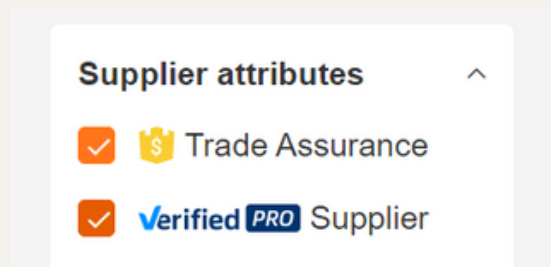 Supplier attributes
$ Trade Assurance
Verified PRO Supplier